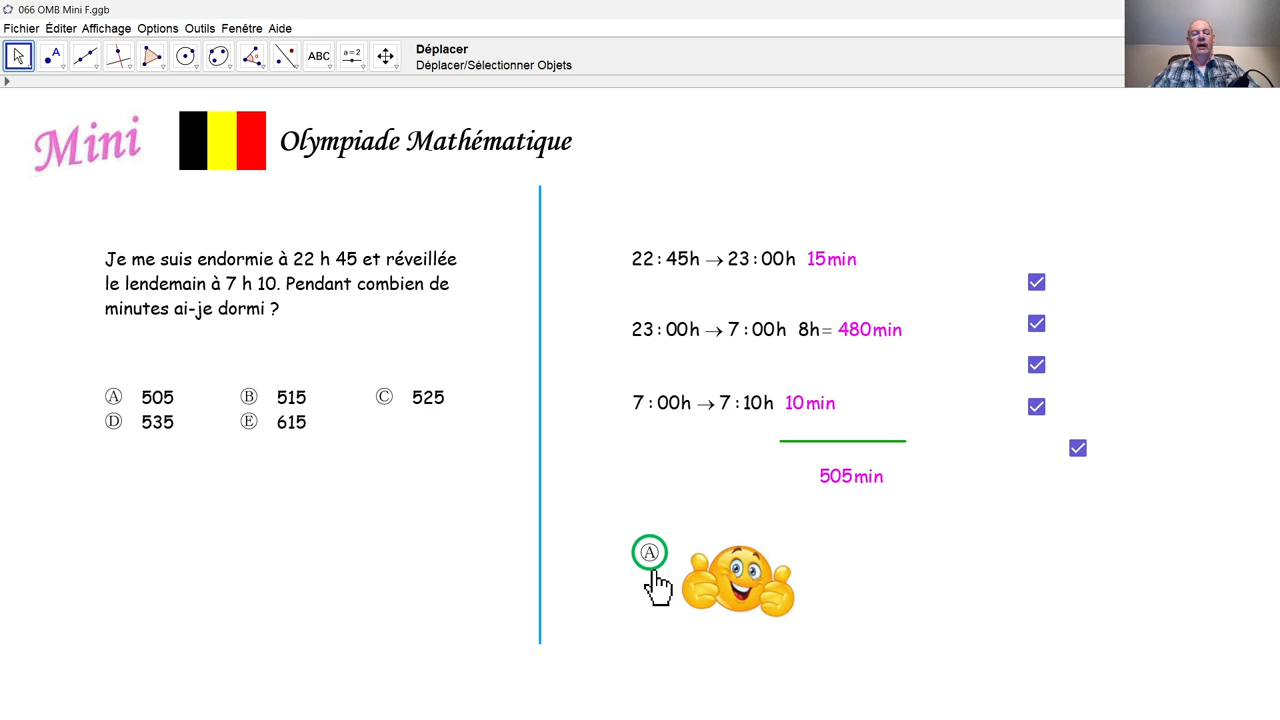 066 OMB Mini F.ggb
Fichier Éditer Affichage Options Outils Fenêtre Aide
A ABC a=2
Déplacer
Déplacer/Sélectionner Objets
Mini
Olympiade Mathématique
Je me suis endormie à 22 h 45 et réveillée
le lendemain à 7 h 10. Pendant combien de
minutes ai-je dormi ?
Ⓐ 505 Ⓑ 515 Ⓒ 525
Ⓓ 535 Ⓔ 615
22 : 45h → 23 : 00h 15min
23 : 00h → 7 : 00h 8h = 480min
7 : 00h → 7 : 10h 10min
505min
Ⓐ